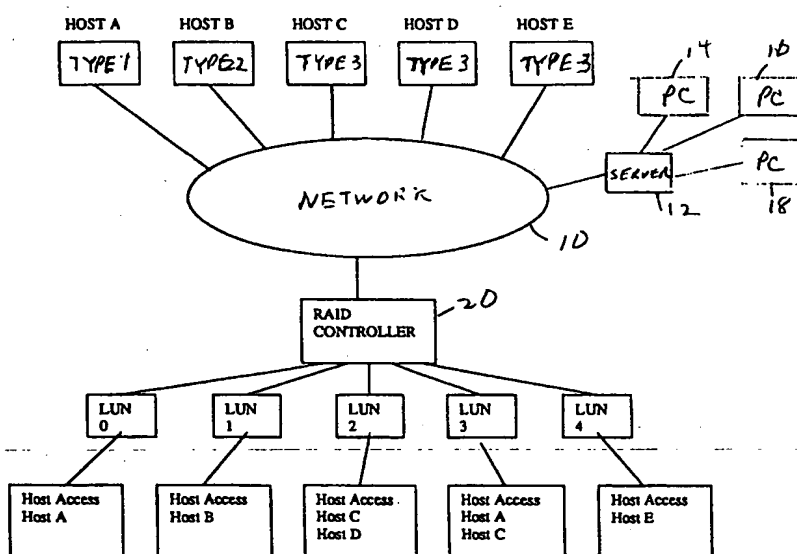 HOST A HOST B HOST C HOST D HOST E
TYPE 1 TYPE 22 TYPE 3 TYPE 3 TYPE 3
14 16
PC PC
SERVER PC
12 18
NETWORK
10
RAID
CONTROLLER
20
LUN
0
LUN
1
LUN
2
LUN
3
LUN
4
Host Access
Host A
Host Access
Host B
Host Access
Host C
Host D
Host Access
Host A
Host C
Host Access
Host E